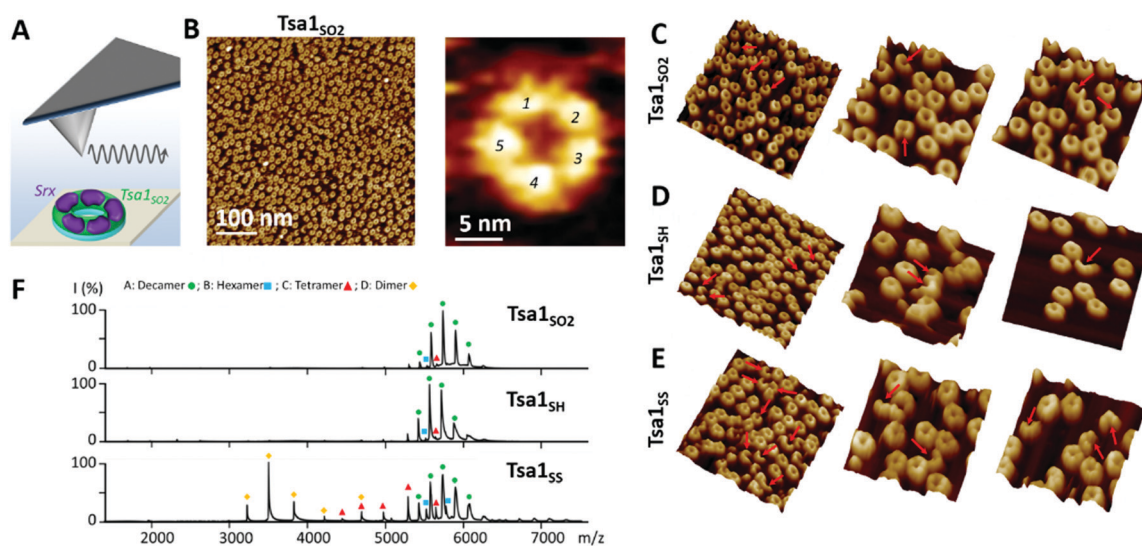 A
Srx
Tsa1SO2
B
Tsa1SO2
100 nm
1
2
3
4
5
5 nm
C
Tsa1SO2
D
Tsa1SH
E
Tsa1SS
F
I (%)
A: Decamer ; B: Hexamer ; C: Tetramer ; D: Dimer
100
0
Tsa1SO2
100
0
Tsa1SH
100
0
Tsa1SS
2000 3000 4000 5000 6000 7000 m/z